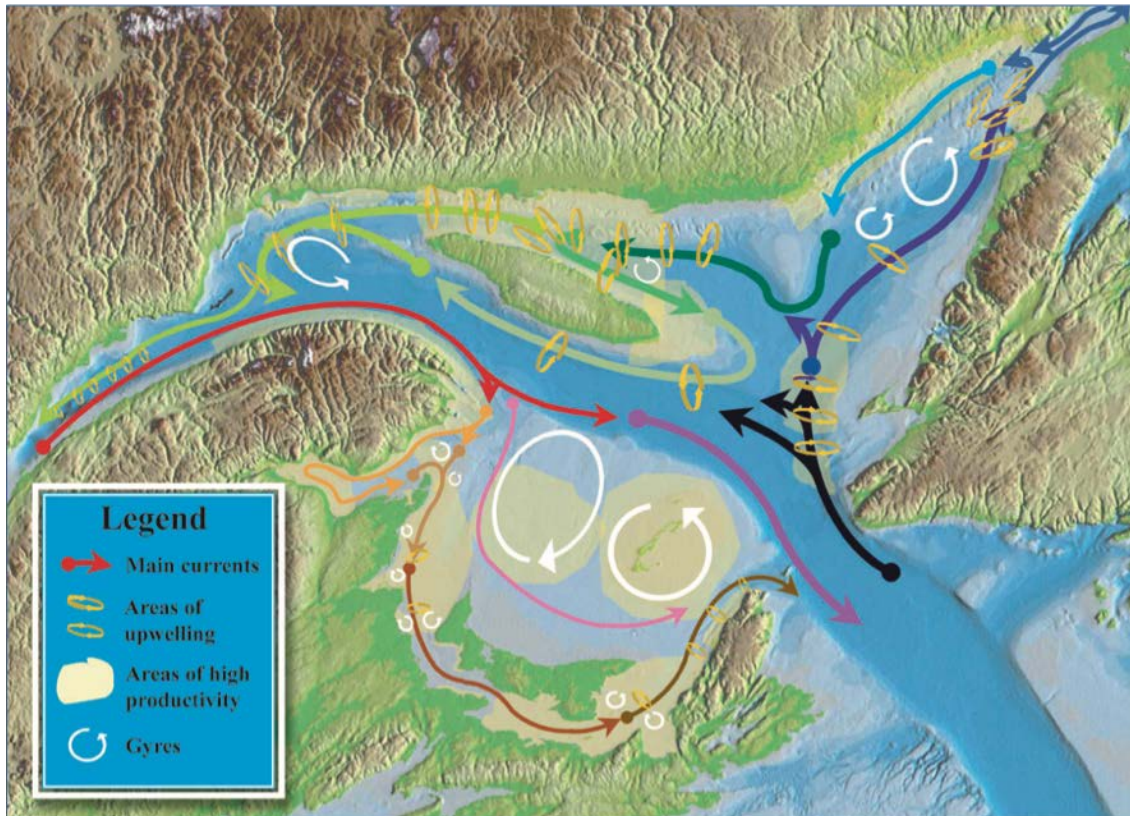 Legend
Main currents
Areas of
upwelling
Areas of high
productivity
Gyres